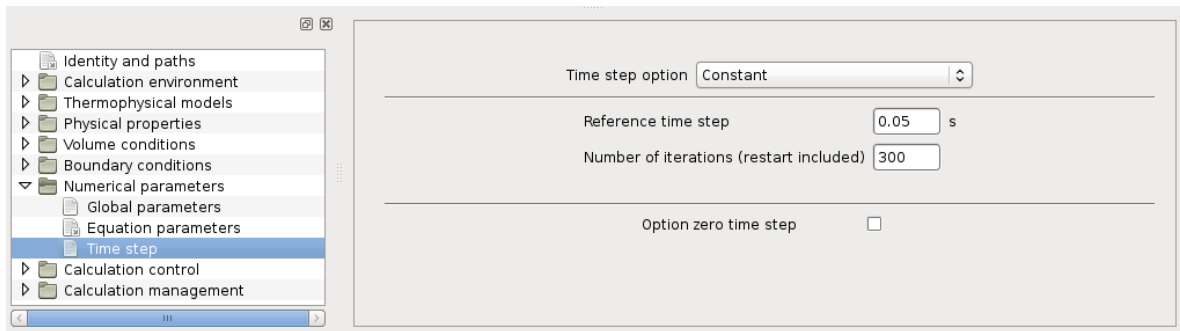 Identity and paths
Calculation environment
Thermophysical models
Physical properties
Volume conditions
Boundary conditions
Numerical parameters
Global parameters
Equation parameters
Time step
Calculation control
Calculation management
Time step option Constant
Reference time step 0.05 s
Number of iterations (restart included) 300
Option zero time step